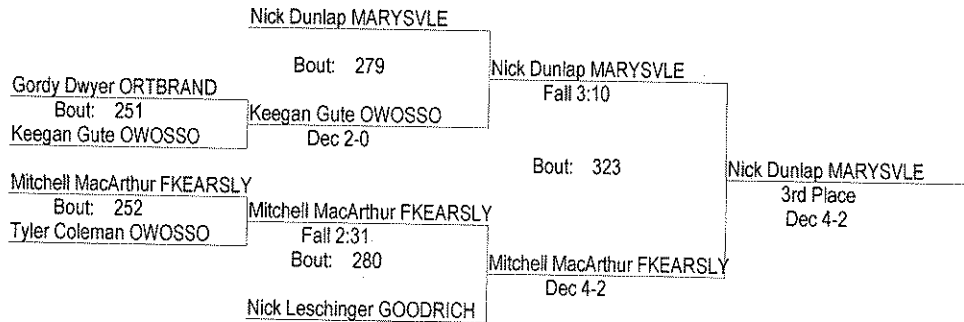 Nick Dunlap MARYSVLE
Bout: 279
Nick Dunlap MARYSVLE
Gordy Dwyer ORTBRAND
Fall 3:10
Bout: 251
Keegan Gute OWOSSO
Keegan Gute OWOSSO
Dec 2-0
Bout: 323
Nick Dunlap MARYSVLE
Mitchell MacArthur FKEARSLY
3rd Place
Bout: 252
Mitchell MacArthur FKEARSLY
Dec 4-2
Tyler Coleman OWOSSO
Fall 2:31
Bout: 280
Mitchell MacArthur FKEARSLY
Dec 4-2
Nick Leschinger GOODRICH